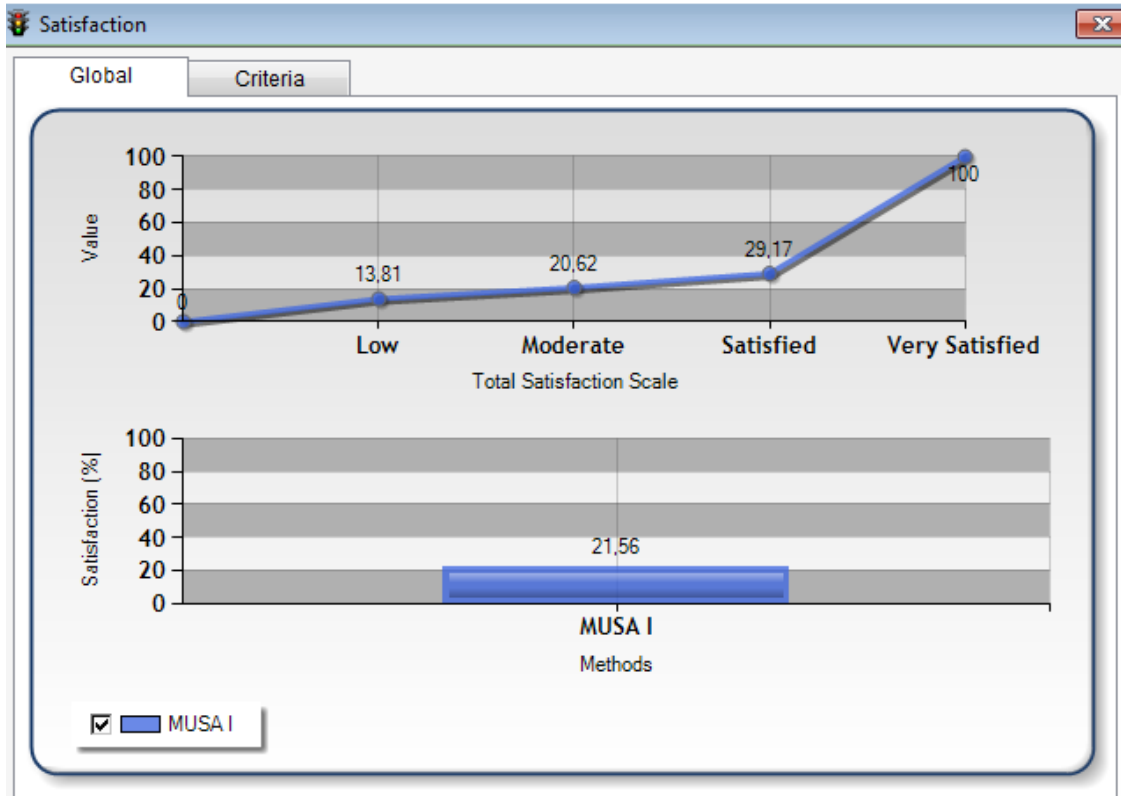 Satisfaction
Global
Criteria
100
80
60
40
20
0
Value
0
13,81
20,62
29,17
100
Low Moderate Satisfied Very Satisfied
Total Satisfaction Scale
100
80
60
40
20
0
Satisfaction (%)
21,56
MUSA I
Methods
MUSA I